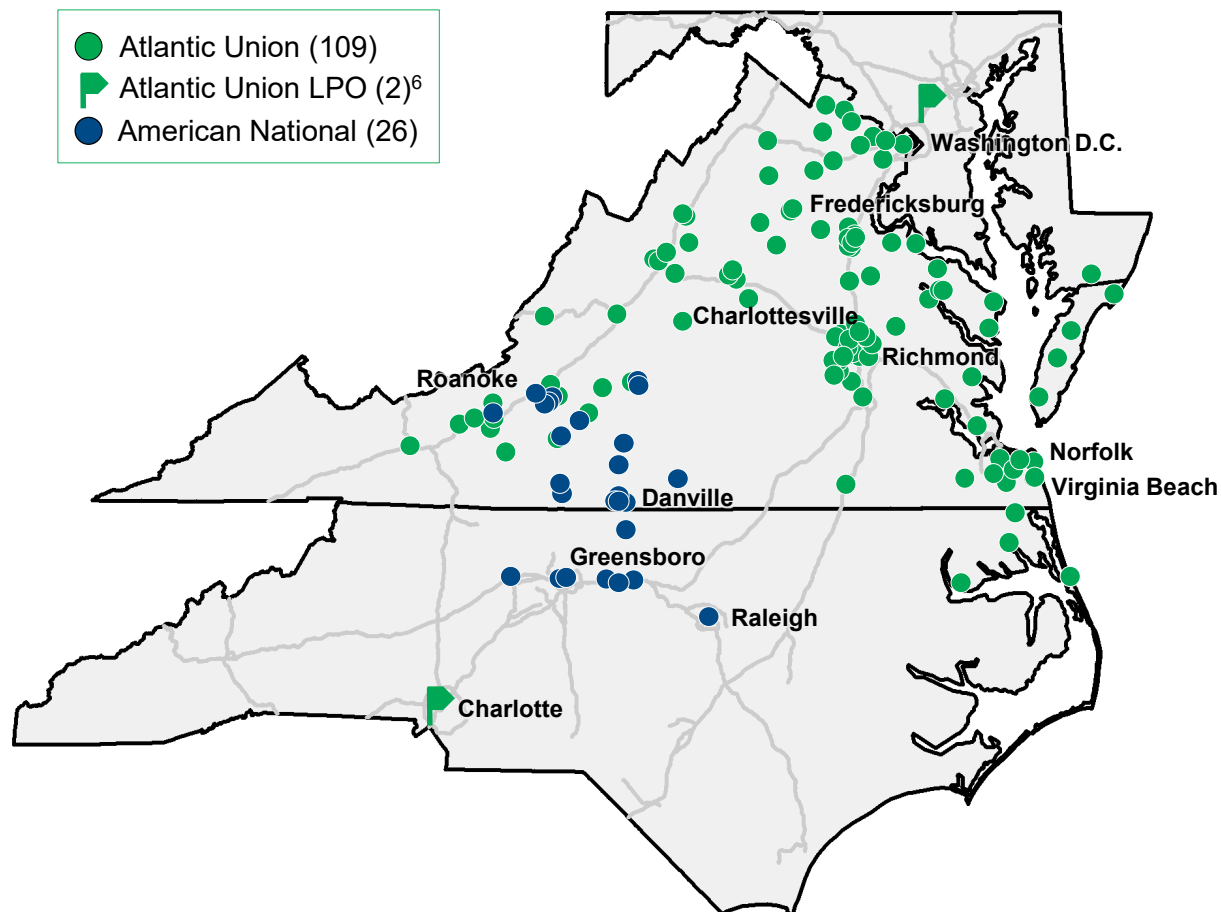 Atlantic Union (109)
Atlantic Union LPO (2)⁶
American National (26)
Washington D.C.
Fredericksburg
Charlottesville
Richmond
Roanoke
Norfolk
Virginia Beach
Danville
Greensboro
Raleigh
Charlotte